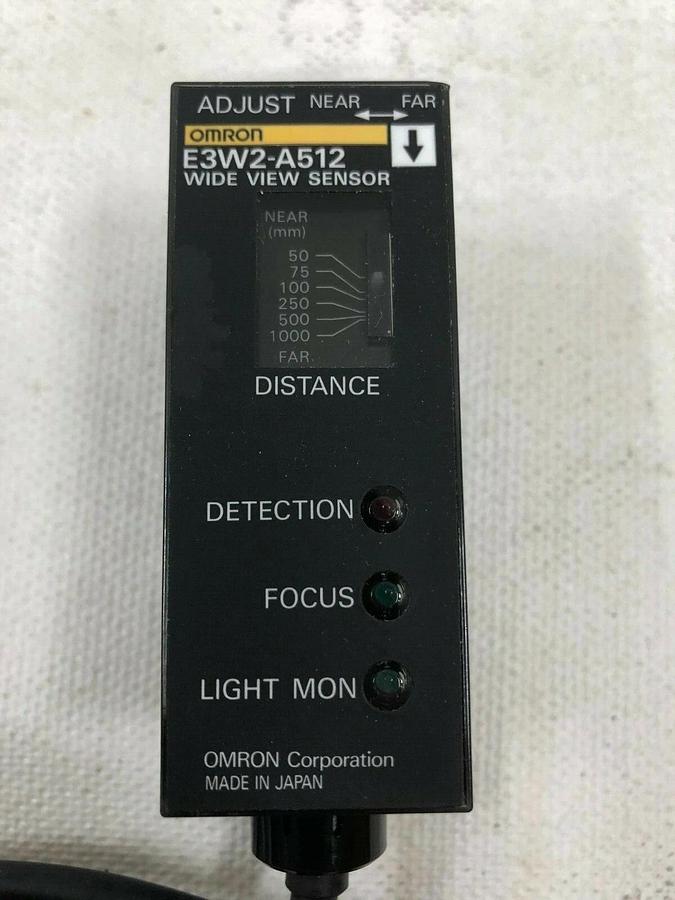 ADJUST NEAR FAR
OMRON
E3W2-A512
WIDE VIEW SENSOR
NEAR
(mm)
50
75
100
250
500
1000
FAR
DISTANCE
DETECTION
FOCUS
LIGHT MON
OMRON Corporation
MADE IN JAPAN